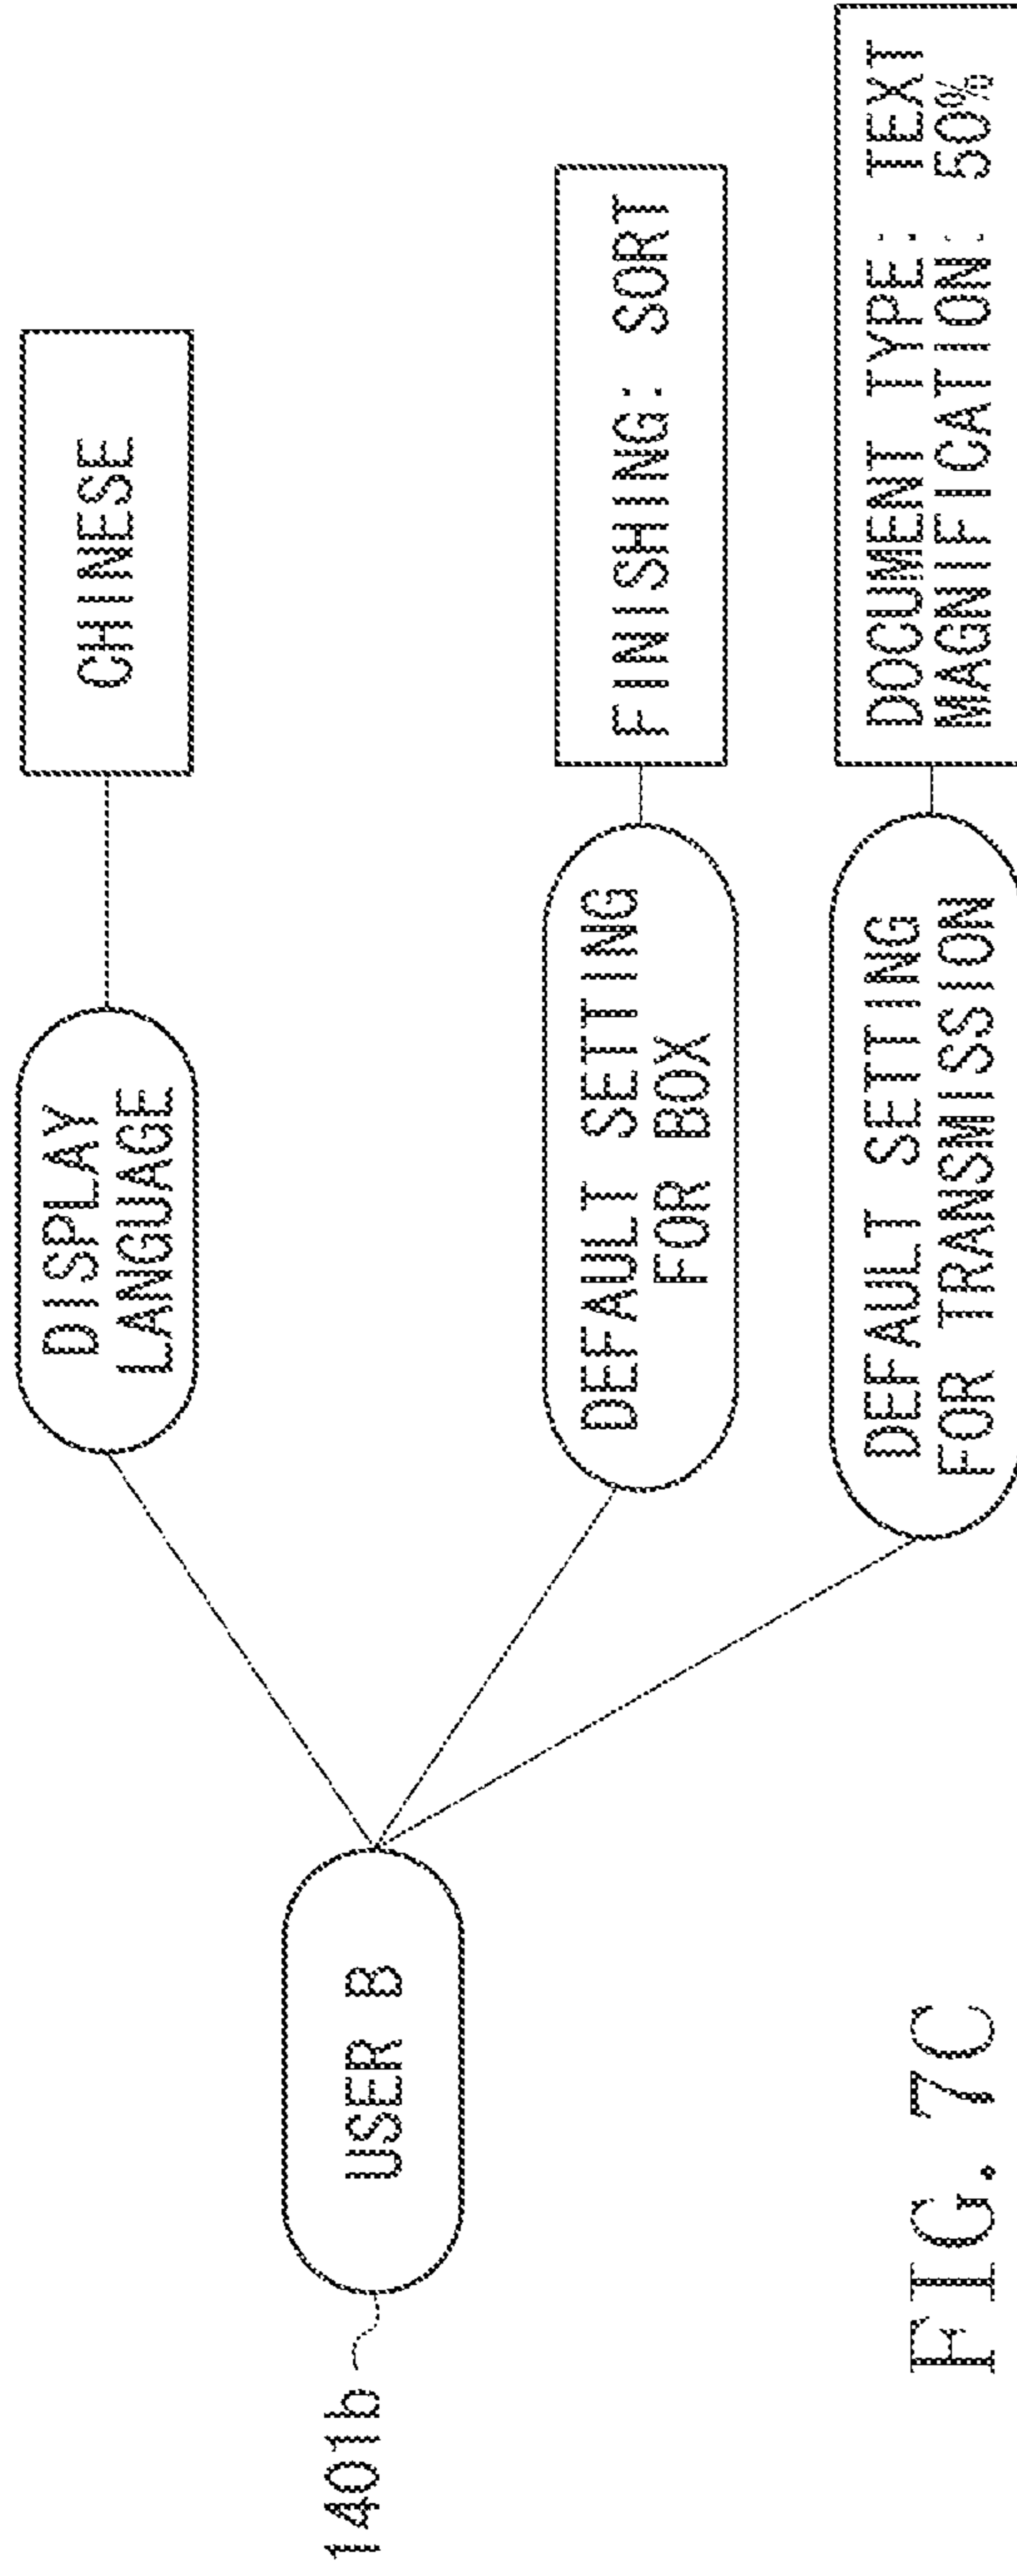 DISPLAY
LANGUAGE
CHINESE
1401b
USER B
DEFAULT SETTING
FOR BOX
FINISHING: SORT
DEFAULT SETTING
FOR TRANSMISSION
DOCUMENT TYPE: TEXT
MAGNIFICATION: 50%
FIG. 7C